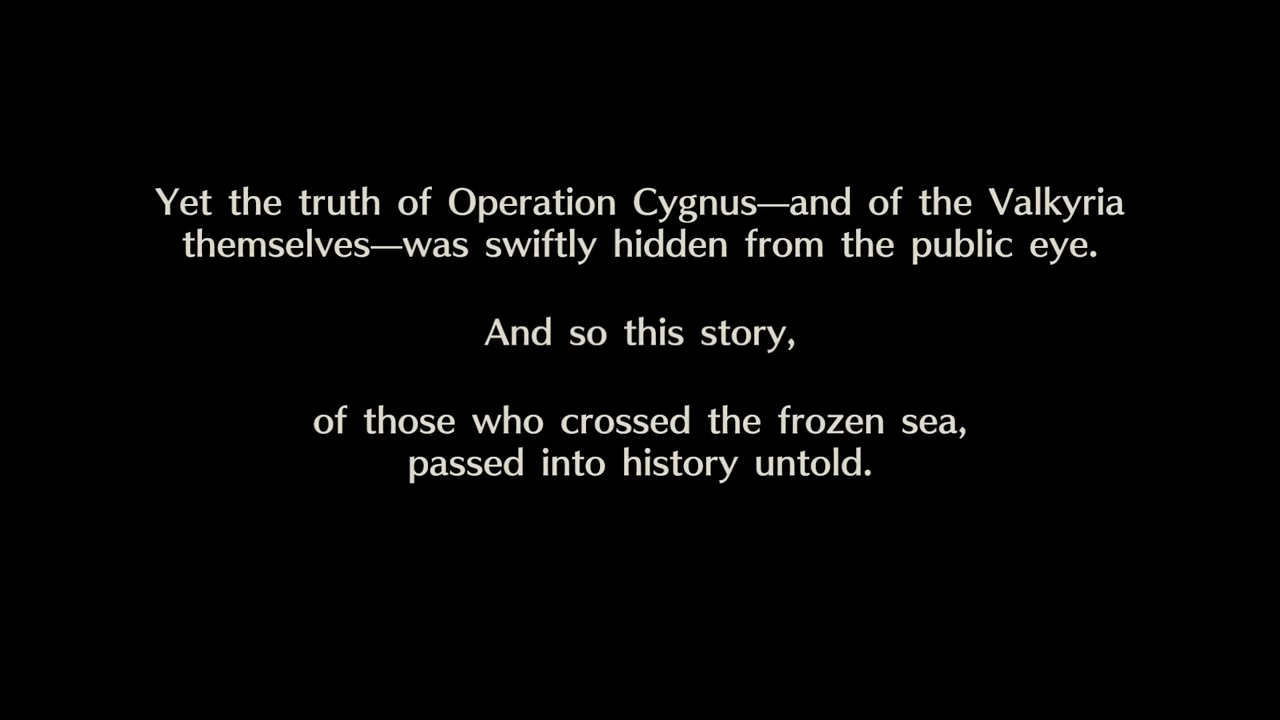 Yet the truth of Operation Cygnus—and of the Valkyria
themselves—was swiftly hidden from the public eye.
And so this story,
of those who crossed the frozen sea,
passed into history untold.